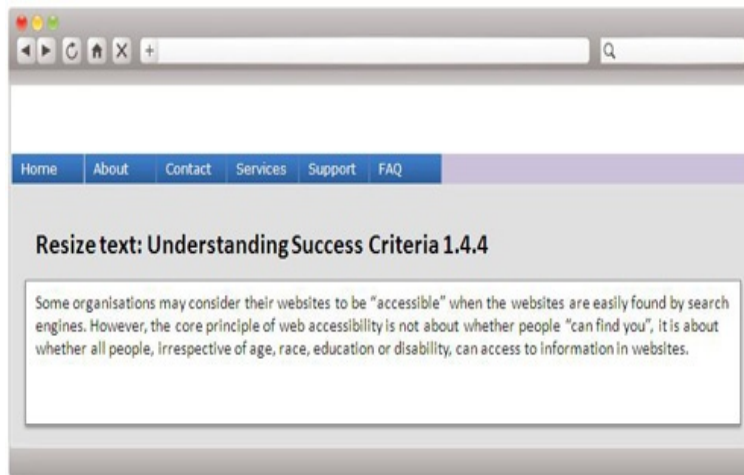 Home About Contact Services Support FAQ
Resize text: Understanding Success Criteria 1.4.4
Some organisations may consider their websites to be “accessible” when the websites are easily found by search
engines. However, the core principle of web accessibility is not about whether people “can find you”, it is about
whether all people, irrespective of age, race, education or disability, can access to information in websites.